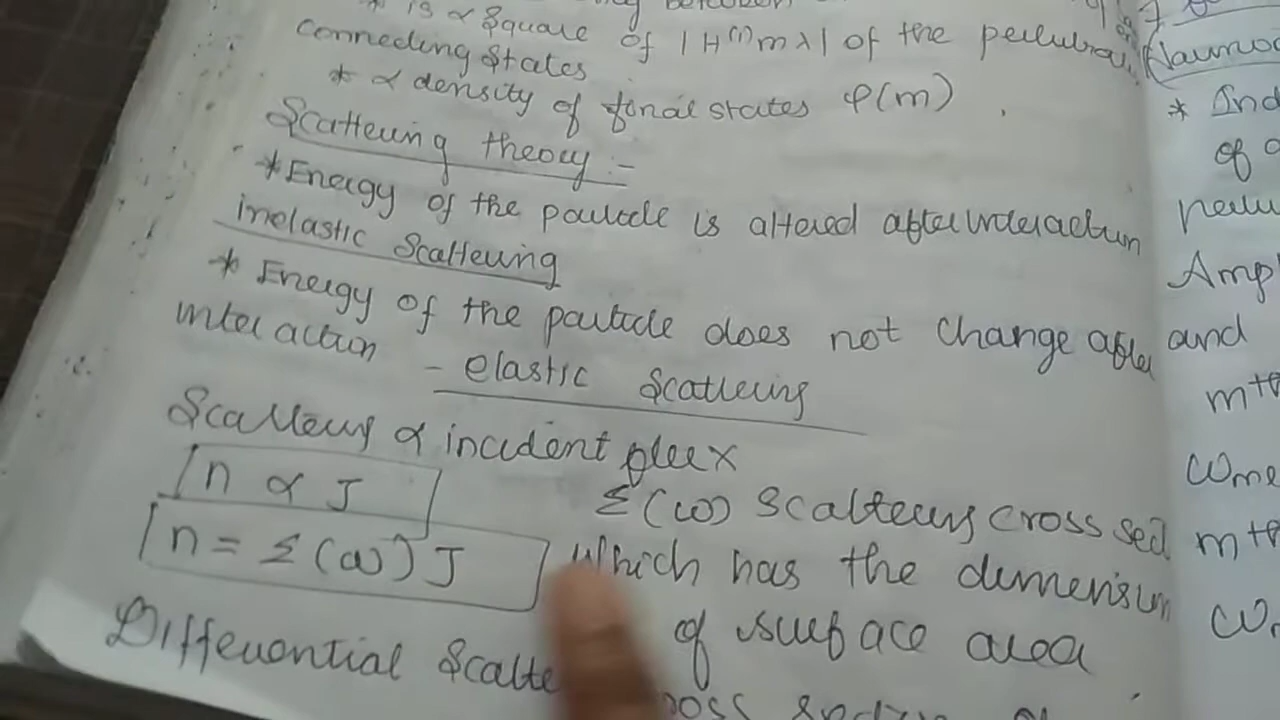 * is ∝ Square of |H⁽¹⁾mλ| of the
connecting States
* ∝ density of final states φ(m)
Scattering theory :-
* Energy of the particle is altered after interaction
inelastic Scattering
* Energy of the particle does not change after
interaction - elastic Scattering
Scattering ∝ incident flux
n ∝ J
Σ(ω) Scattering cross sec
n = Σ(ω) J
Which has the dimension
of surface area
Differential Scatte
* Ind
of
Amp
and